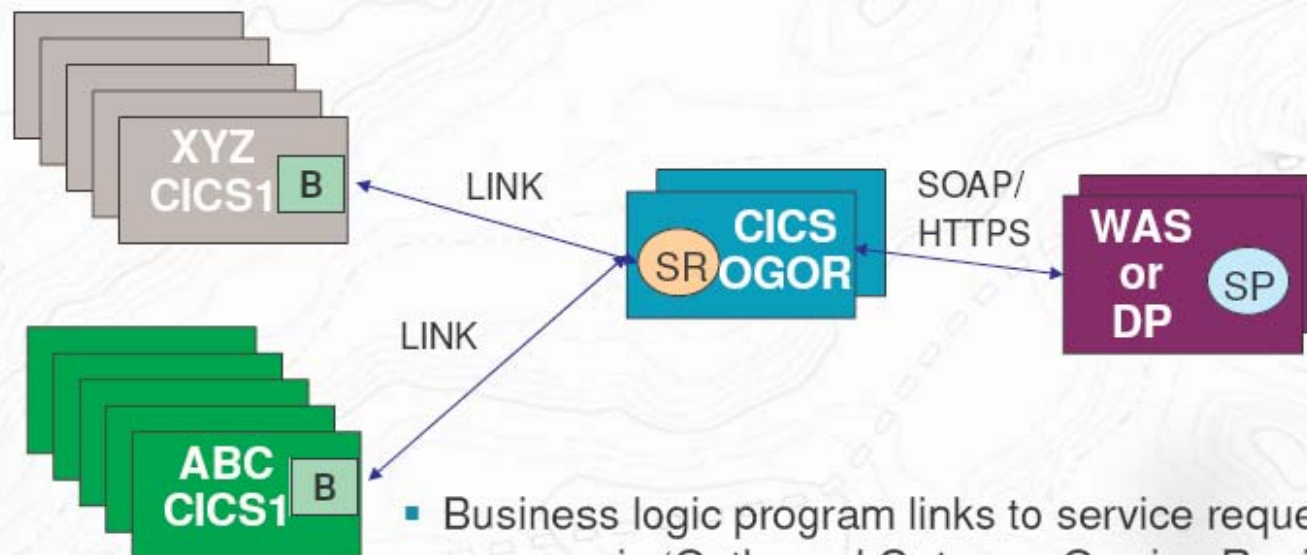 XYZ
CICS1
B
LINK
SOAP/
HTTPS
CICS
OGOR
SR
WAS
or
DP
SP
LINK
ABC
CICS1
B
Business logic program links to service reque